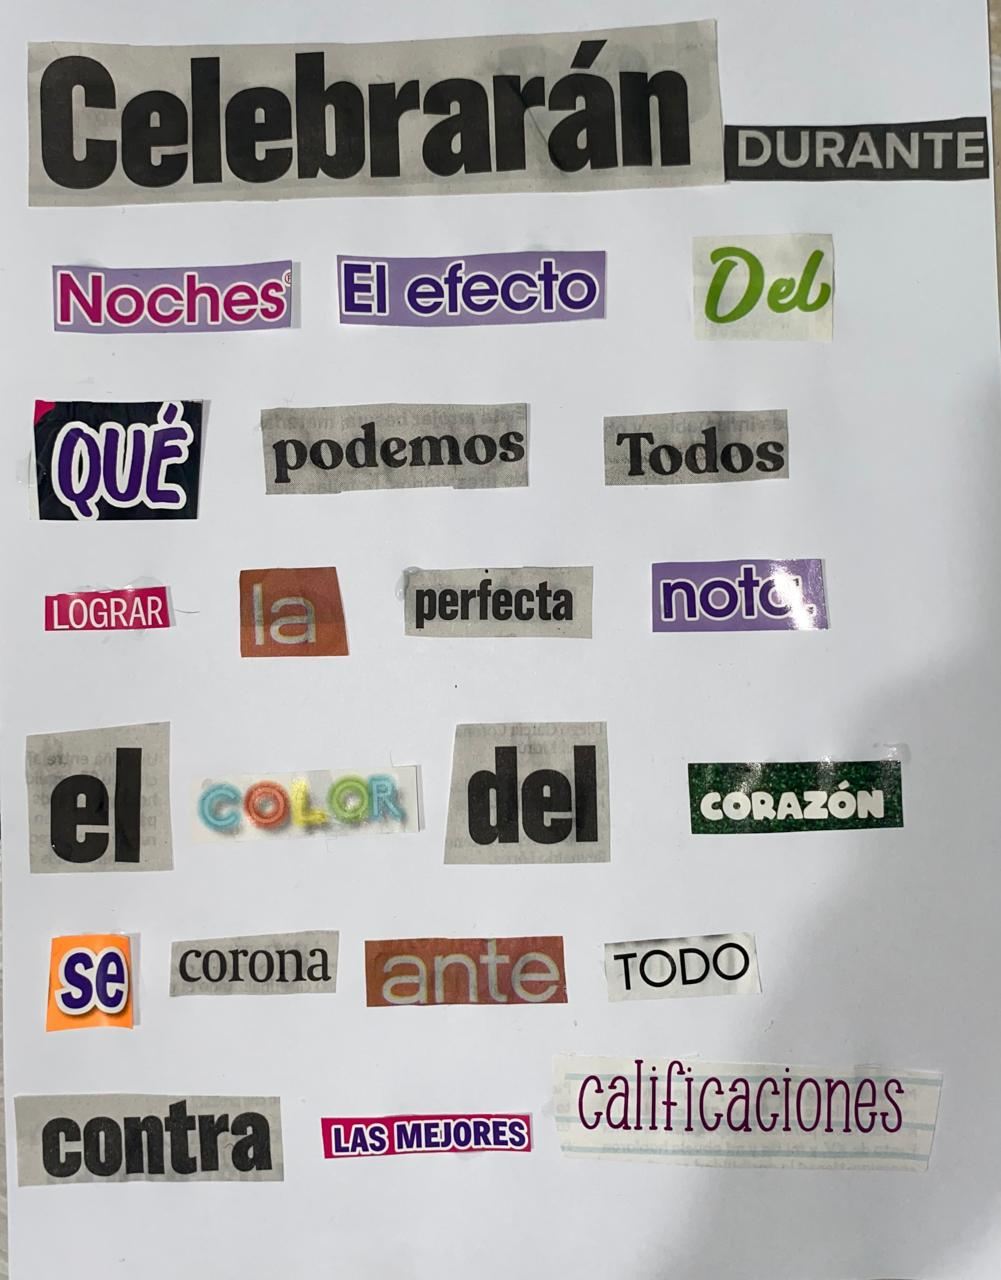 Celebrarán DURANTE
Noches® El efecto Del
QUÉ podemos Todos
LOGRAR la perfecta nota
el COLOR del CORAZÓN
se corona ante TODO
contra LAS MEJORES calificaciones